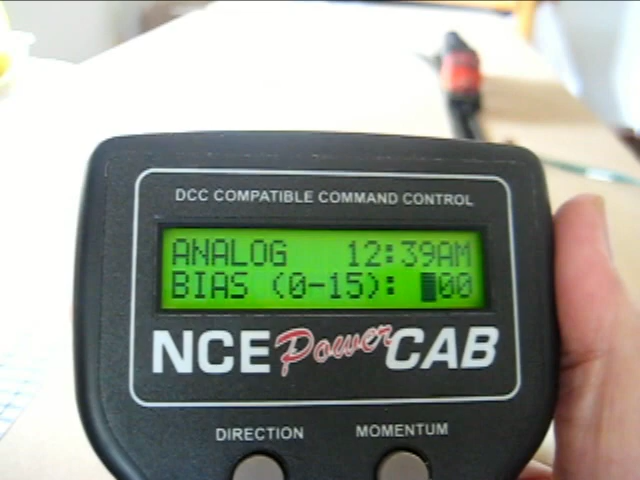 DCC COMPATIBLE COMMAND CONTROL
ANALOG 12:39AM
BIAS (0-15): 00
NCE Power CAB
DIRECTION MOMENTUM